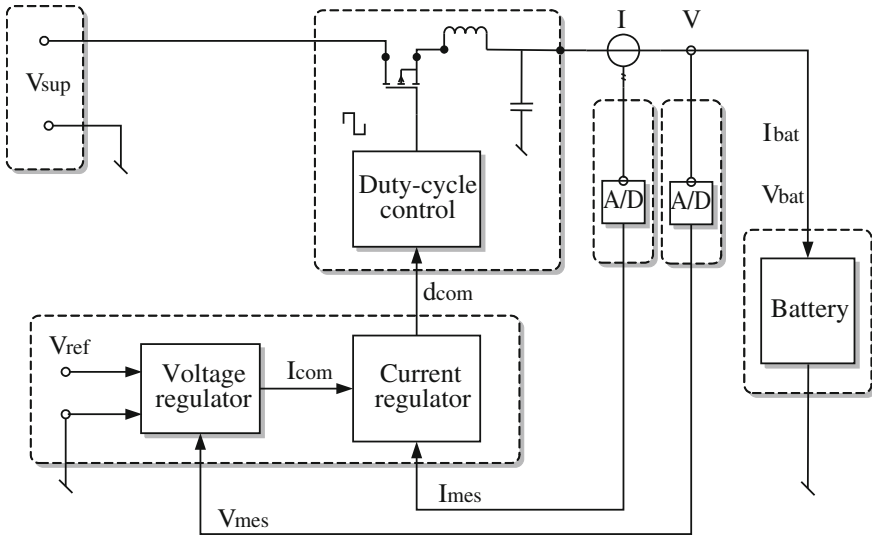 I
V
Vsup
Ibat
Duty-cycle
control
A/D
A/D
Vbat
dcom
Battery
Vref
Voltage
regulator
Icom
Current
regulator
Imes
Vmes